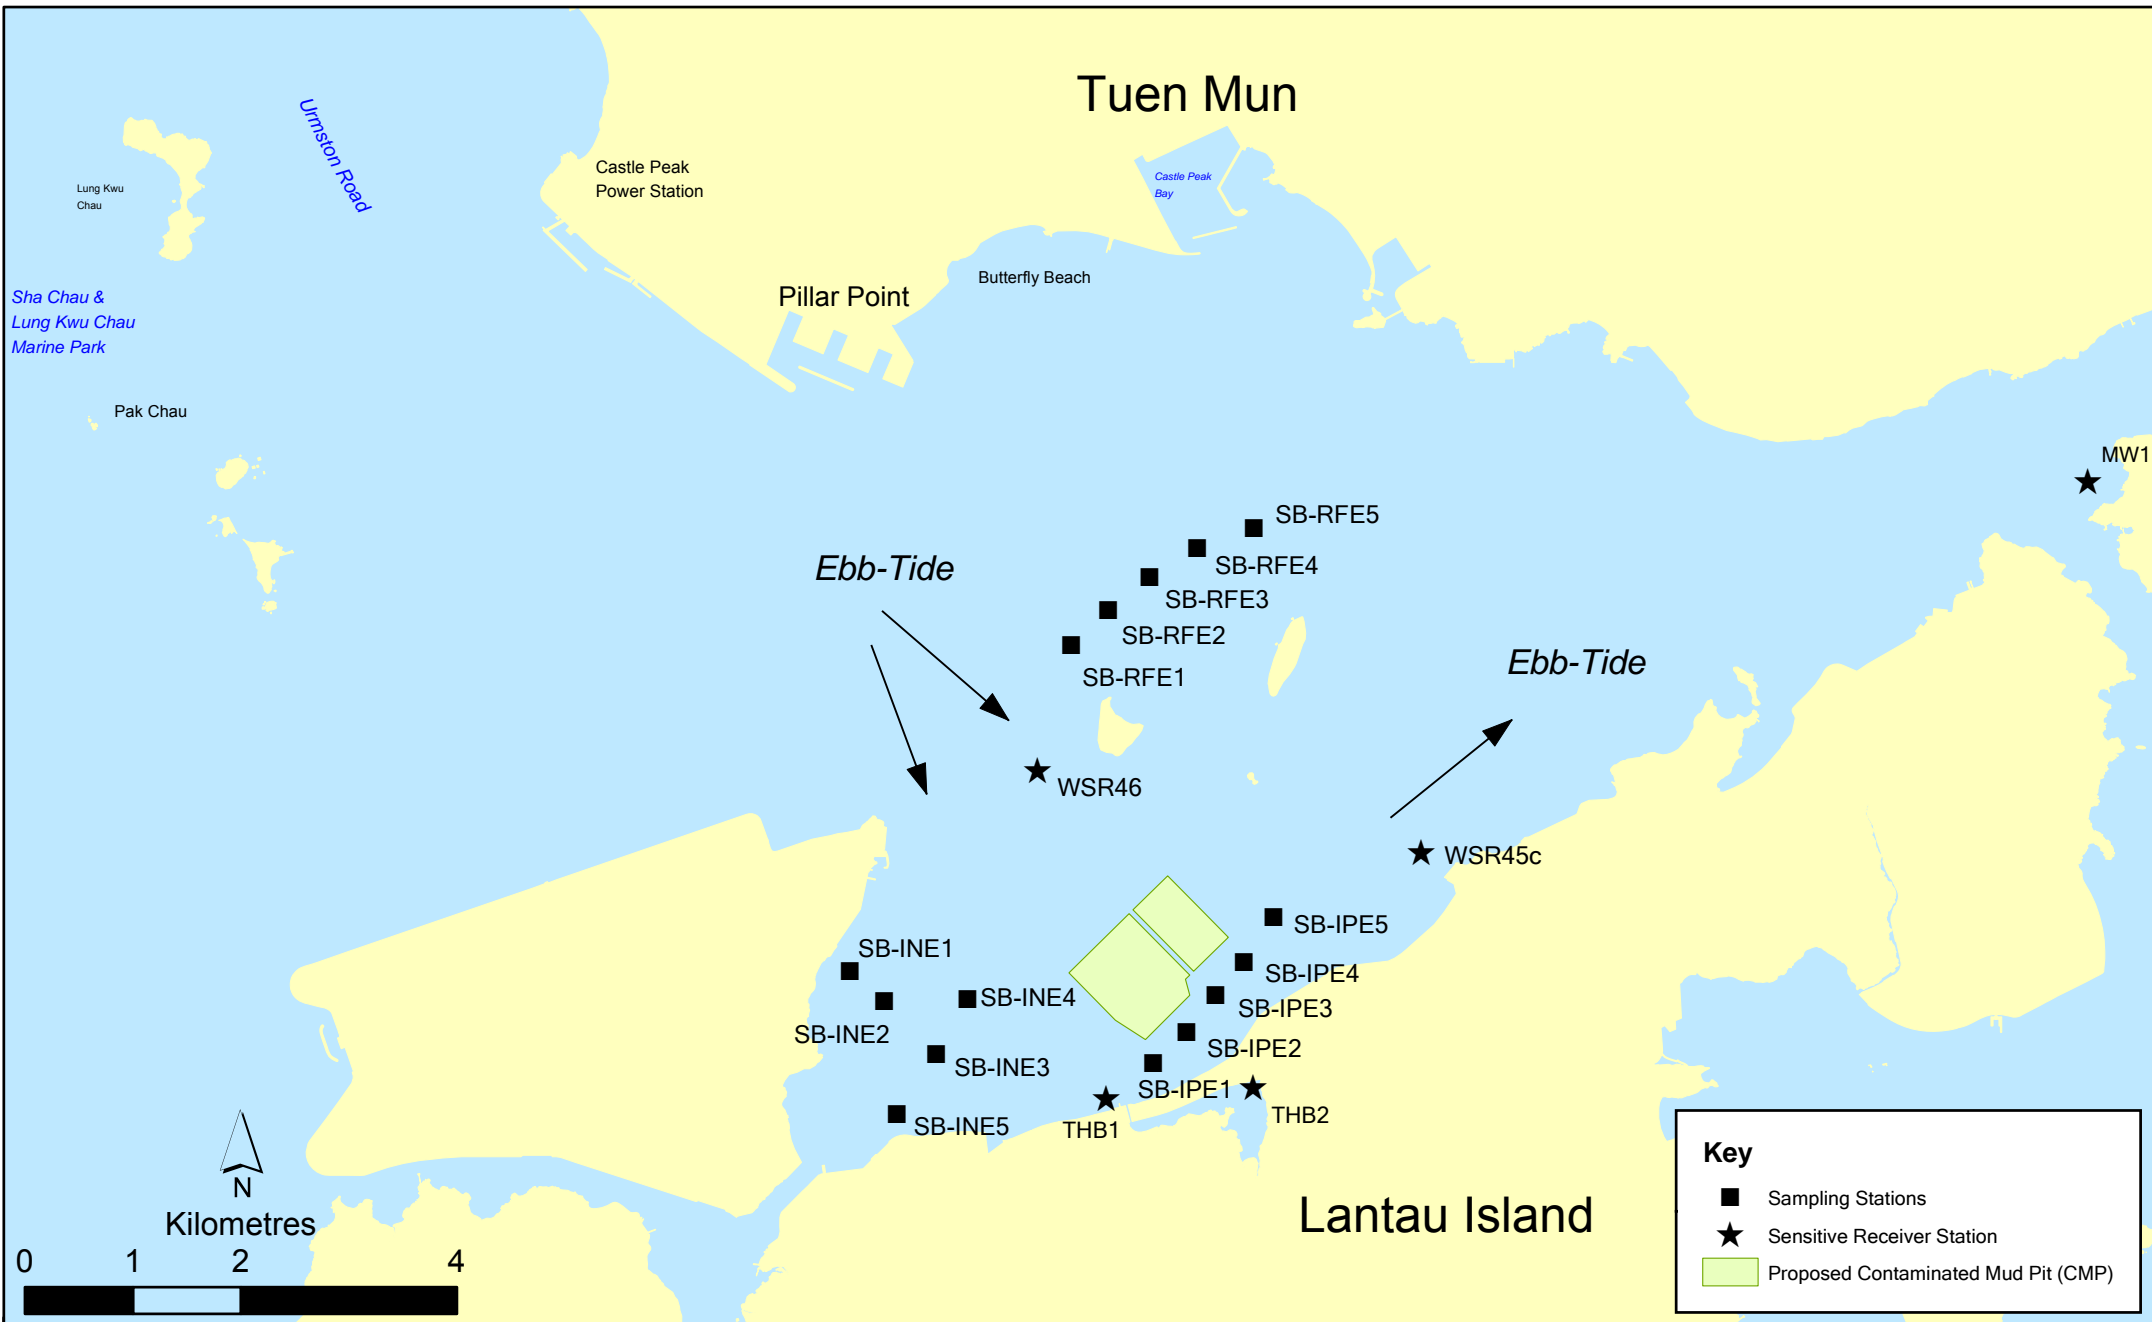 Tuen Mun
Urmston Road
Castle Peak
Power Station
Castle Peak
Bay
Lung Kwu
Chau
Butterfly Beach
Pillar Point
Sha Chau &
Lung Kwu Chau
Marine Park
Pak Chau
MW1
SB-RFE5
SB-RFE4
Ebb-Tide
SB-RFE3
SB-RFE2
SB-RFE1
Ebb-Tide
WSR46
WSR45c
SB-IPE5
SB-INE1
SB-IPE4
SB-INE4
SB-IPE3
SB-INE2
SB-IPE2
SB-INE3
SB-IPE1
THB2
SB-INE5
THB1
Lantau Island
N
Kilometres
0 1 2 4
Key
Sampling Stations
Sensitive Receiver Station
Proposed Contaminated Mud Pit (CMP)